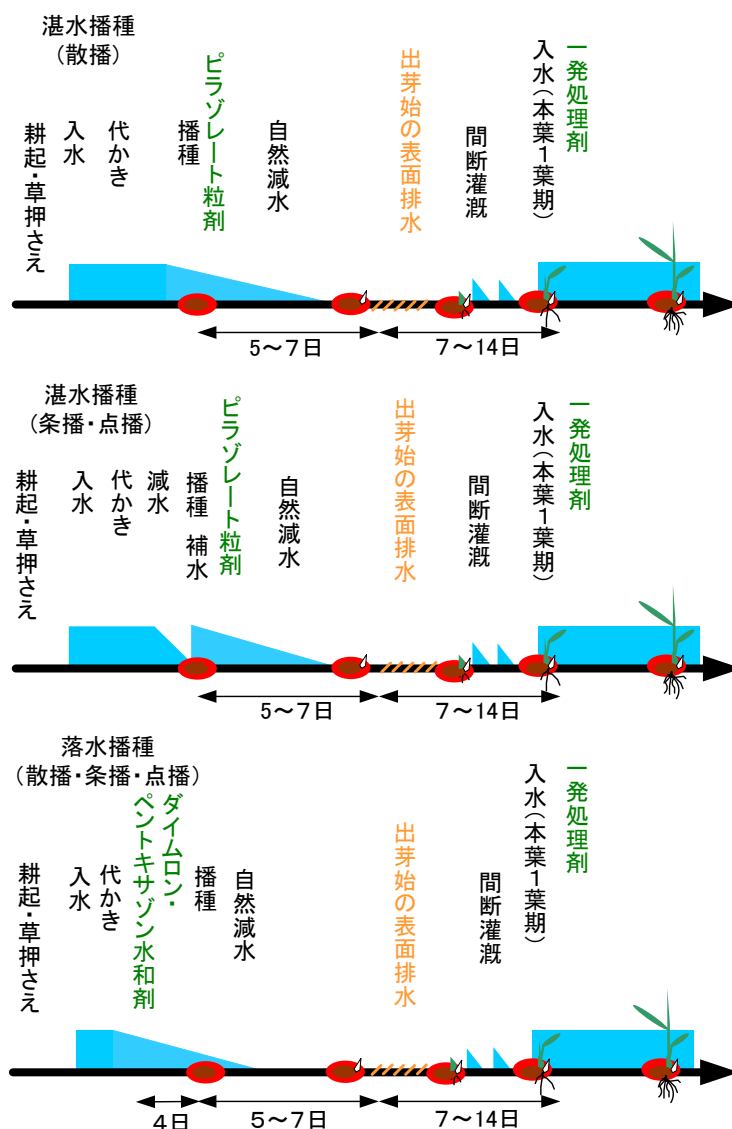 湛水播種
(散播)
耕起・草押さえ
入水
代かき
播種
ピラゾレート粒剤
自然減水
出芽始の表面排水
間断灌漑
入水(本葉1葉期)
一発処理剤
5～7日
7～14日
湛水播種
(条播・点播)
耕起・草押さえ
入水
代かき
減水
播種 補水
ピラゾレート粒剤
自然減水
出芽始の表面排水
間断灌漑
入水(本葉1葉期)
一発処理剤
5～7日
7～14日
落水播種
(散播・条播・点播)
耕起・草押さえ
入水
代かき
ダイムロン・
ペントキサゾン水和剤
播種
自然減水
出芽始の表面排水
間断灌漑
入水(本葉1葉期)
一発処理剤
4日
5～7日
7～14日